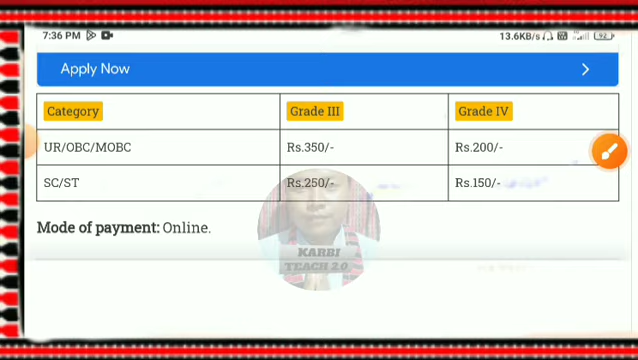 7:36 PM 13.6KB/s 92
Apply Now
Category Grade III Grade IV
UR/OBC/MOBC Rs.350/- Rs.200/-
SC/ST Rs.250/- Rs.150/-
Mode of payment: Online.
KARBI
TEACH 2.0